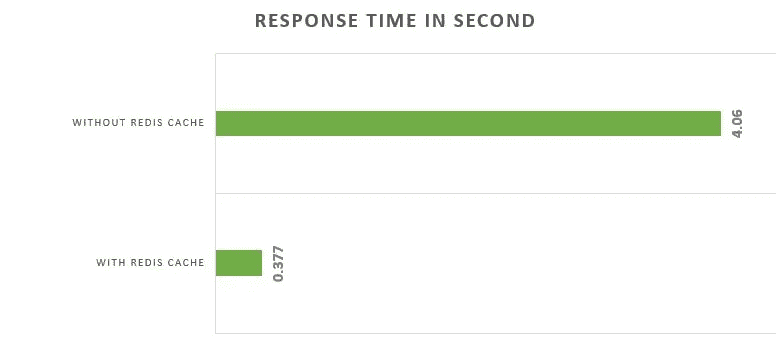 RESPONSE TIME IN SECOND
WITHOUT REDIS CACHE
4.06
WITH REDIS CACHE
0.377